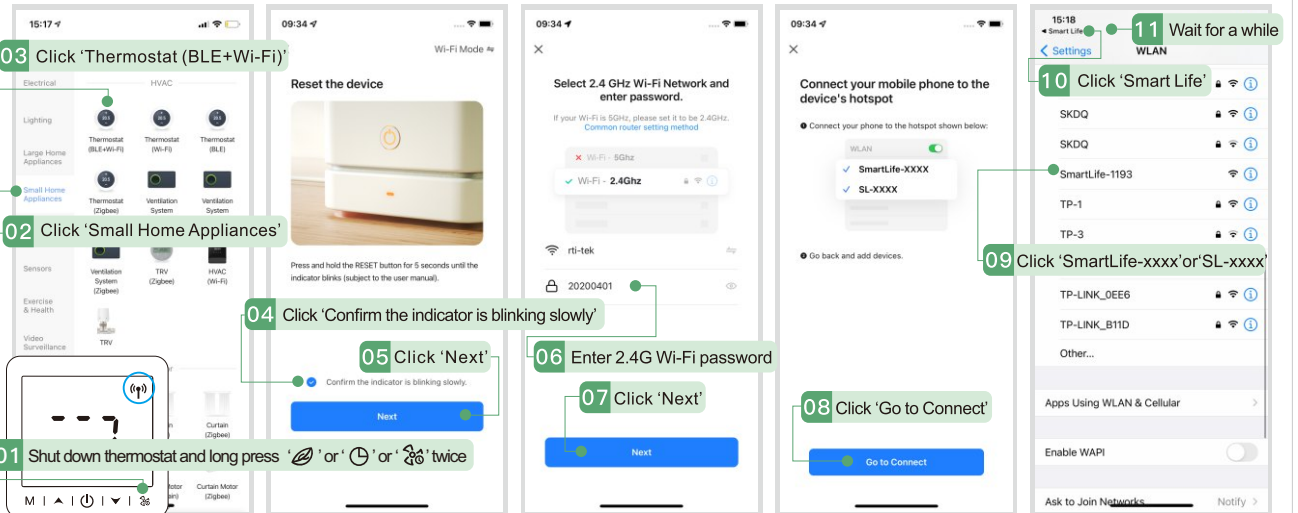 15:17
03 Click 'Thermostat (BLE+Wi-Fi)'
Electrical
HVAC
Lighting
Thermostat
(BLE+Wi-Fi)
Thermostat
(Wi-Fi)
Thermostat
(BLE)
Large Home
Appliances
Small Home
Appliances
Thermostat
(Zigbee)
Ventilation
System
Ventilation
System
02 Click 'Small Home Appliances'
Sensors
Ventilation
System
(Zigbee)
TRV
(Zigbee)
HVAC
(Wi-Fi)
Exercise
& Health
Video
Surveillance
TRV
Curtain
(Zigbee)
01 Shut down thermostat and long press ' ' or ' ' or ' ' twice
Curtain Motor
(Zigbee)
M
09:34
Wi-Fi Mode
Reset the device
Press and hold the RESET button for 5 seconds until the
indicator blinks (subject to the user manual).
04 Click 'Confirm the indicator is blinking slowly'
05 Click 'Next'
Confirm the indicator is blinking slowly.
Next
09:34
Select 2.4 GHz Wi-Fi Network and
enter password.
If your Wi-Fi is 5GHz, please set it to be 2.4GHz.
Common router setting method
Wi-Fi - 5Ghz
Wi-Fi - 2.4Ghz
rti-tek
20200401
06 Enter 2.4G Wi-Fi password
07 Click 'Next'
Next
09:34
Connect your mobile phone to the
device's hotspot
Connect your phone to the hotspot shown below:
WLAN
SmartLife-XXXX
SL-XXXX
Go back and add devices.
08 Click 'Go to Connect'
Go to Connect
15:18
Smart Life
11 Wait for a while
Settings
WLAN
10 Click 'Smart Life'
SKDQ
SKDQ
SmartLife-1193
TP-1
TP-3
09 Click 'SmartLife-xxxx'or'SL-xxxx'
TP-LINK_0EE6
TP-LINK_B11D
Other...
Apps Using WLAN & Cellular
Enable WAPI
Ask to Join Networks
Notify